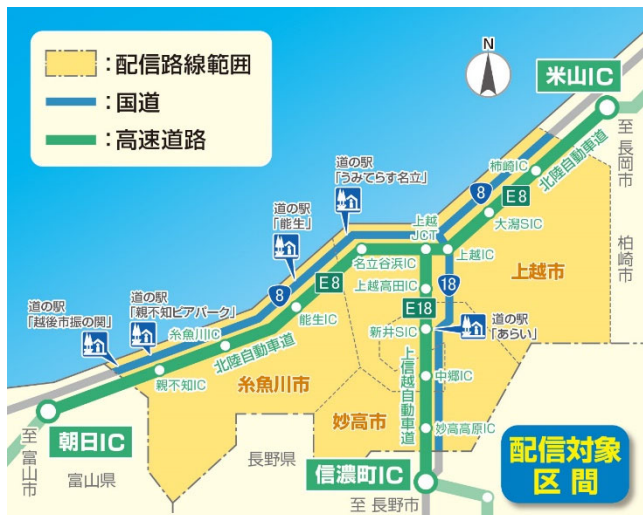 :配信路線範囲
:国道
:高速道路
N
米山IC
至 長岡市
柏崎市
柿崎IC
北陸自動車道
8
E8
大潟SIC
道の駅
「うみてらす名立」
上越
JCT
上越IC
上越市
道の駅
「能生」
名立谷浜IC
上越高田IC
18
E8
8
E18
道の駅
「親不知ピアパーク」
道の駅
「越後市振の関」
能生IC
新井SIC
道の駅
「あらい」
糸魚川IC
北陸自動車道
親不知IC
上信越自動車道
中郷IC
糸魚川市
妙高市
妙高高原IC
朝日IC
至 富山市
富山県
長野県
信濃町IC
至 長野市
配信対象
区間